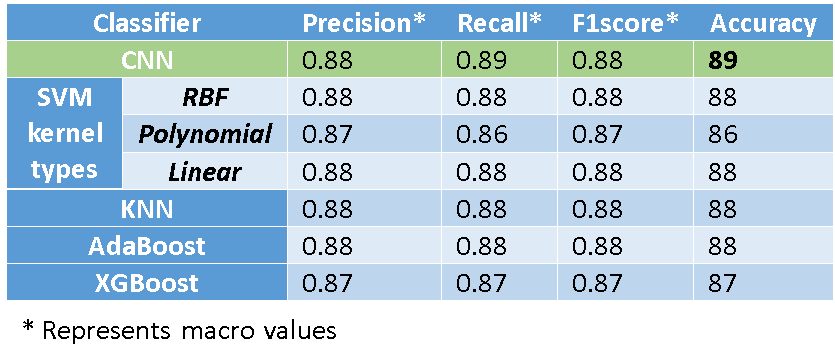 Classifier Precision* Recall* F1score* Accuracy
CNN 0.88 0.89 0.88 89
SVM kernel types RBF 0.88 0.88 0.88 88
Polynomial 0.87 0.86 0.87 86
Linear 0.88 0.88 0.88 88
KNN 0.88 0.88 0.88 88
AdaBoost 0.88 0.88 0.88 88
XGBoost 0.87 0.87 0.87 87
* Represents macro values